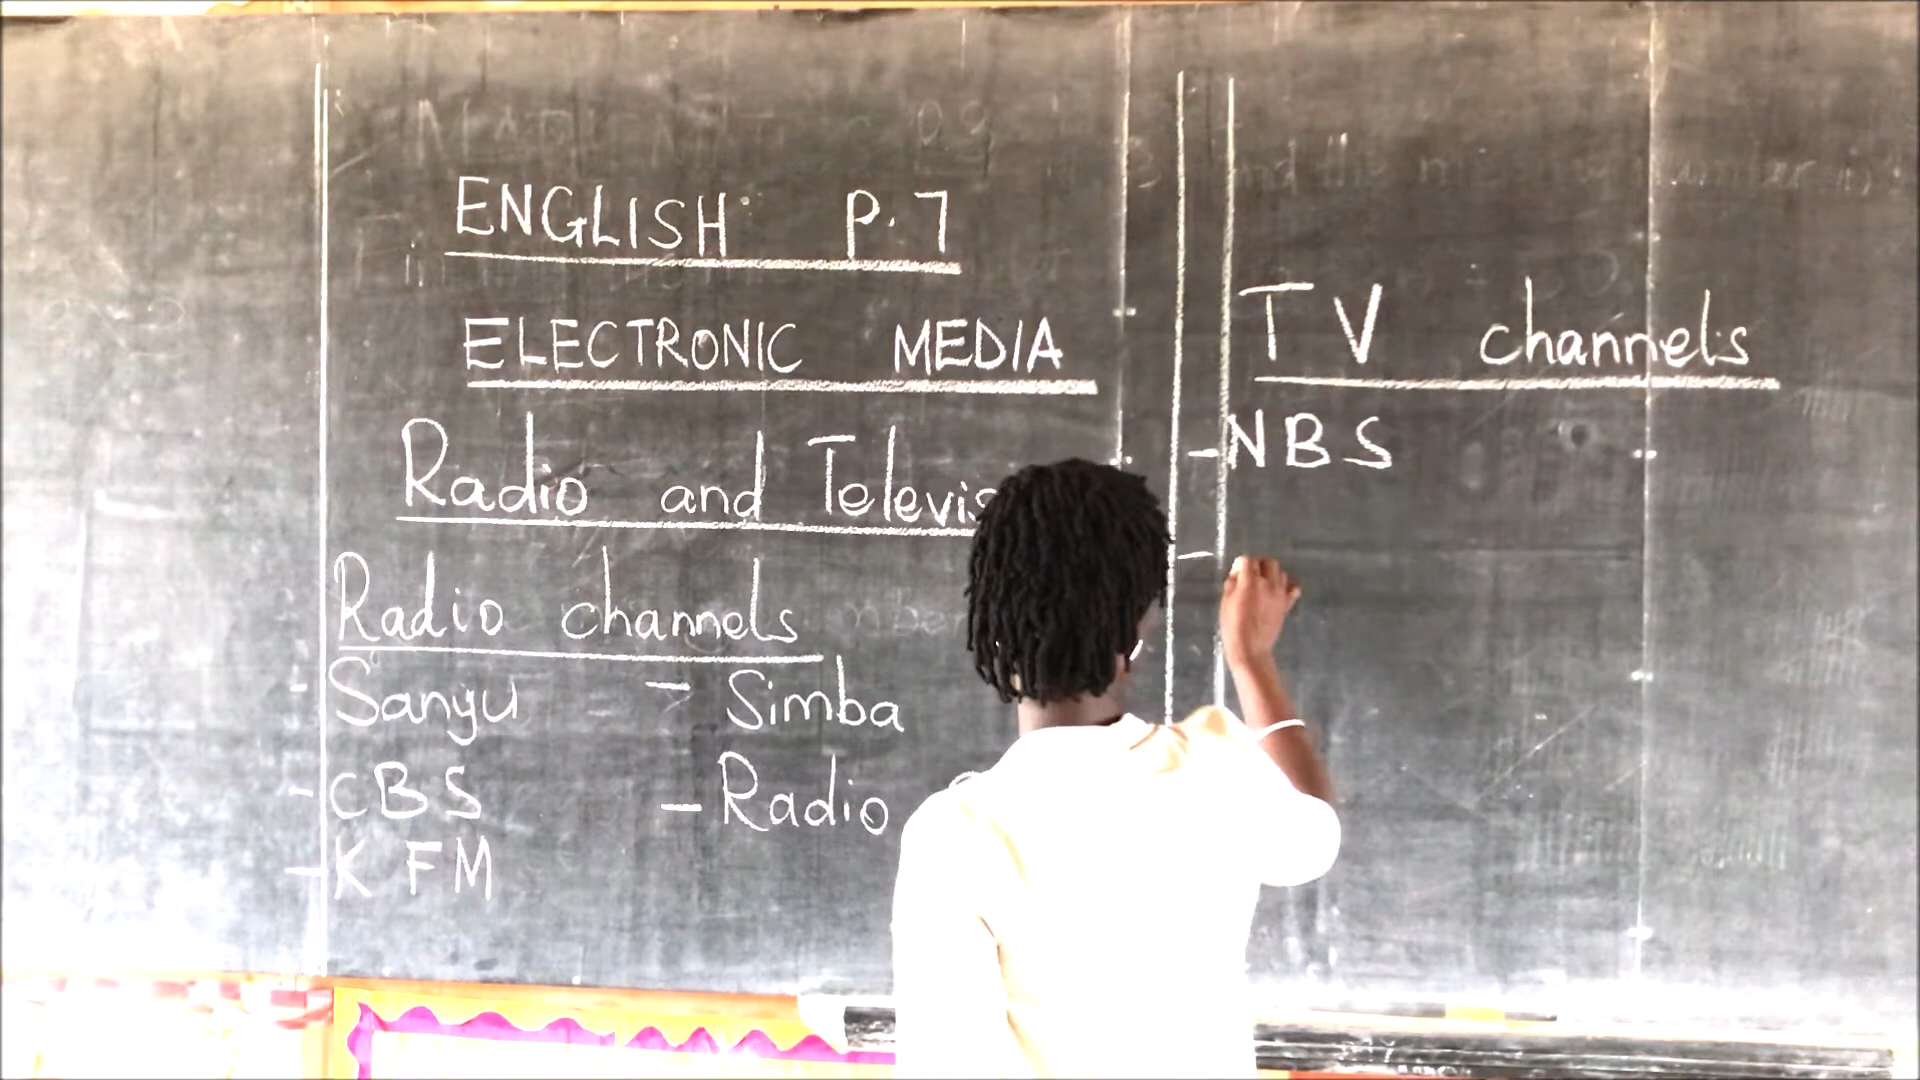 ENGLISH P.7
ELECTRONIC MEDIA
Radio and Televis
Radio channels
- Sanyu - Simba
- CBS - Radio
- K FM
TV channels
- NBS
-